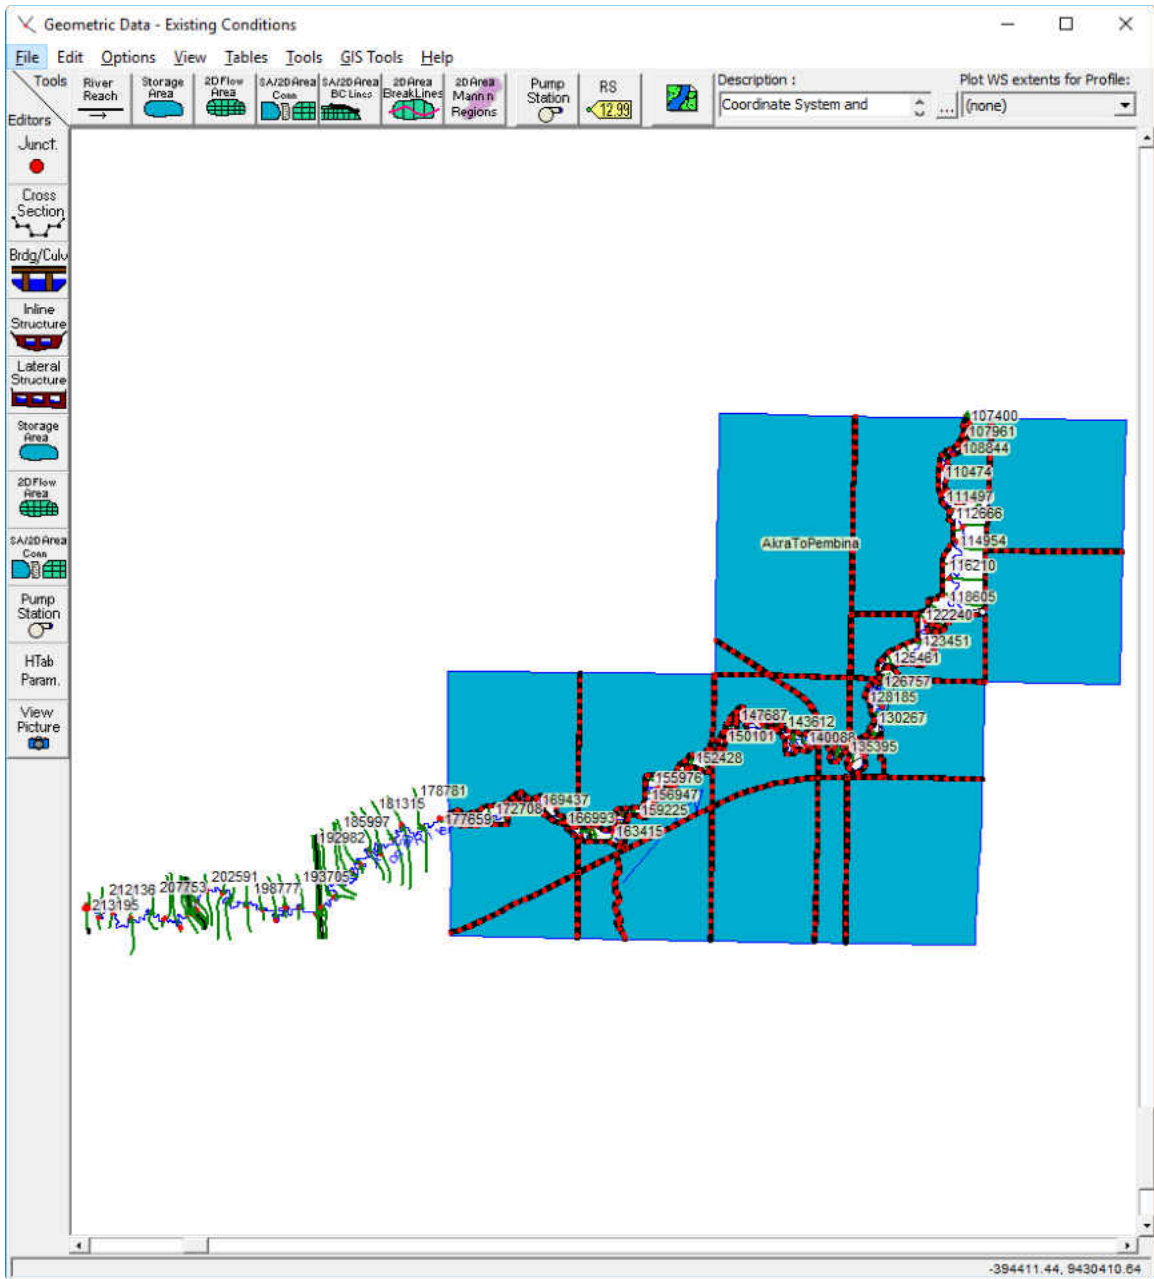 Geometric Data - Existing Conditions
File Edit Options View Tables Tools GIS Tools Help
Tools
Editors
River
Reach
Storage
Area
2D Flow
Area
SA/2D Area
Conn
SA/2D Area
BC Lines
2D Area
BreakLines
2D Area
Mann n
Regions
Pump
Station
RS
12.99
Description :
Coordinate System and
...
Plot WS extents for Profile:
(none)
Junct.
Cross
Section
Brdg/Culv
Inline
Structure
Lateral
Structure
Storage
Area
2D Flow
Area
SA/2D Area
Conn
Pump
Station
HTab
Param.
View
Picture
107400
107961
108844
110474
111497
112666
AkraToPembina
114954
116210
118605
122240
123451
125461
126757
128185
130267
147687
143612
150101
140088
135395
152428
155976
178781
156947
181315
169437
172708
159225
185997
177659
166993
163415
192982
202591
193705
212136
207753
198777
213195
-394411.44, 9430410.64